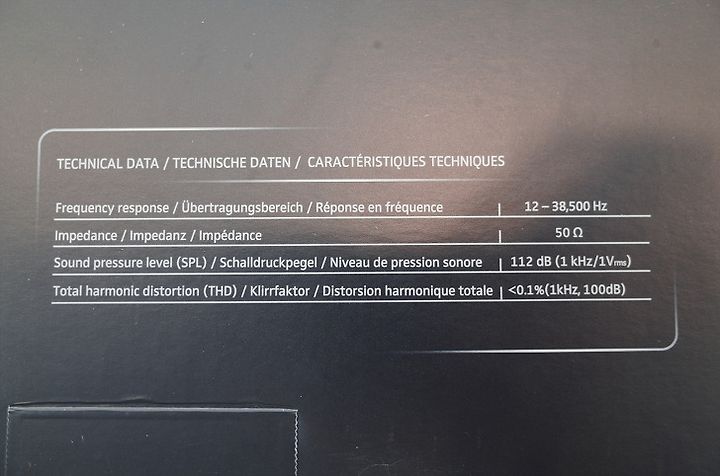 TECHNICAL DATA / TECHNISCHE DATEN / CARACTÉRISTIQUES TECHNIQUES
Frequency response / Übertragungsbereich / Réponse en fréquence | 12 – 38,500 Hz
Impedance / Impedanz / Impédance | 50 Ω
Sound pressure level (SPL) / Schalldruckpegel / Niveau de pression sonore | 112 dB (1 kHz/1Vrms)
Total harmonic distortion (THD) / Klirrfaktor / Distorsion harmonique totale | <0.1%(1kHz, 100dB)